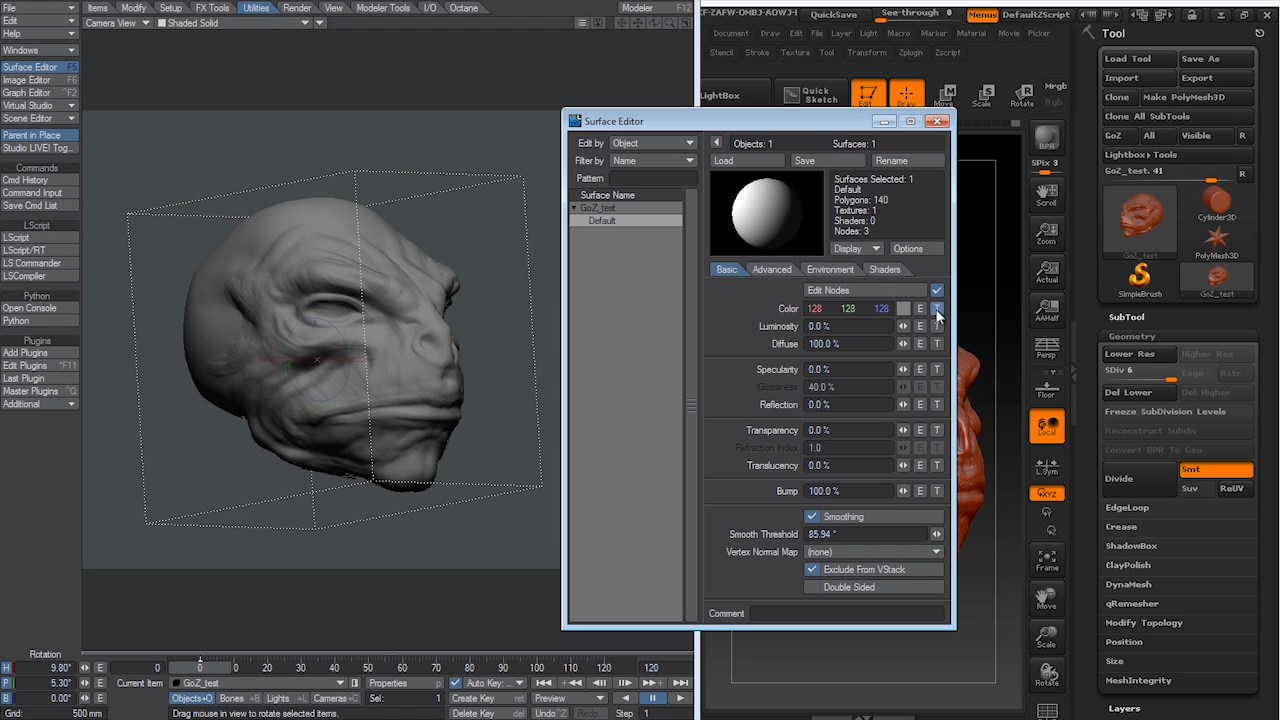 File
Edit
Help
Windows
Surface Editor F5
Image Editor F6
Graph Editor ^F2
Virtual Studio
Scene Editor
Parent in Place
Studio LIVE! Tog...
Commands
Cmd History
Command Input
Save Cmd List
LScript
LScript
LScript/RT
LS Commander
LSCompiler
Python
Open Console
Python
Plugins
Add Plugins
Edit Plugins ^F11
Last Plugin
Master Plugins ^Q
Additional
Items Modify Setup FX Tools Utilities Render View Modeler Tools I/O Octane Modeler F12
Camera View Shaded Solid
Surface Editor
Edit by Object
Filter by Name
Pattern
Surface Name
GoZ_test
Default
Objects: 1 Surfaces: 1
Load Save Rename
Surfaces Selected: 1
Default
Polygons: 140
Textures: 1
Shaders: 0
Nodes: 3
Display Options
Basic Advanced Environment Shaders
Edit Nodes
Color 128 128 128 E T
Luminosity 0.0 % E T
Diffuse 100.0 % E T
Specularity 0.0 % E T
Glossiness 40.0 % E T
Reflection 0.0 % E T
Transparency 0.0 % E T
Refraction Index 1.0 E T
Translucency 0.0 % E T
Bump 100.0 % E T
Smoothing
Smooth Threshold 85.94 °
Vertex Normal Map (none)
Exclude From VStack
Double Sided
Comment
Rotation
H 9.80° E
P 5.30° E
B 0.00° E
Grid: 500 mm
0 0 10 20 30 40 50 60 70 80 90 100 110 120 120
Current Item GoZ_test Properties p Auto Key: ...
Objects+O Bones +B Lights +L Cameras+C Sel: 1 Create Key ret Preview
Drag mouse in view to rotate selected items Delete Key del Undo ^Z Redo Step 1
CF-ZAFW-OMBJ-AOWJ-I QuickSave See-through 0 Menus DefaultZScript
Document Draw Edit File Layer Light Macro Marker Material Movie Picker
Stencil Stroke Texture Tool Transform Zplugin Zscript
LightBox Quick Sketch Edit Draw Move Scale Rotate Mrgb
Rgb
BPR
SPix 3
Scroll
Zoom
Actual
AAHalf
Persp
Floor
Local
L.Sym
XYZ
Frame
Move
Scale
Rotate
Tool
Load Tool Save As
Import Export
Clone Make PolyMesh3D
Clone All SubTools
GoZ All Visible R
Lightbox▸Tools
GoZ_test. 41 R
GoZ_test Cylinder3D
PolyMesh3D
SimpleBrush GoZ_test
SubTool
Geometry
Lower Res Higher Res
SDiv 6 Cage Rstr
Del Lower Del Higher
Freeze SubDivision Levels
Reconstruct Subdiv
Convert BPR To Geo
Divide Smt
Suv ReUV
EdgeLoop
Crease
ShadowBox
ClayPolish
DynaMesh
qRemesher
Modify Topology
Position
Size
MeshIntegrity
Layers